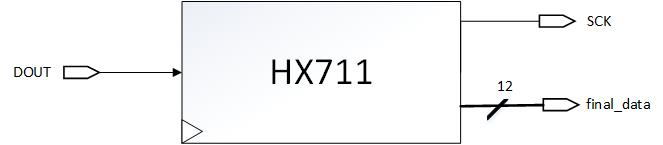 SCK
DOUT
HX711
12
final_data